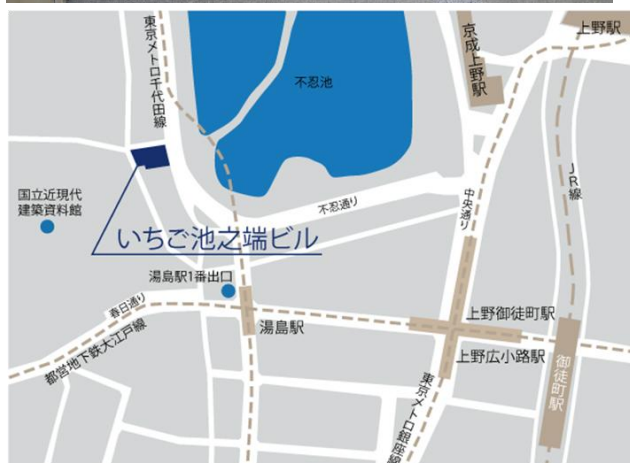 東京メトロ千代田線
不忍池
京成上野駅
上野駅
JR線
国立近現代
建築資料館
不忍通り
中央通り
いちご池之端ビル
湯島駅1番出口
春日通り
都営地下鉄大江戸線
湯島駅
上野御徒町駅
上野広小路駅
御徒町駅
東京メトロ銀座線